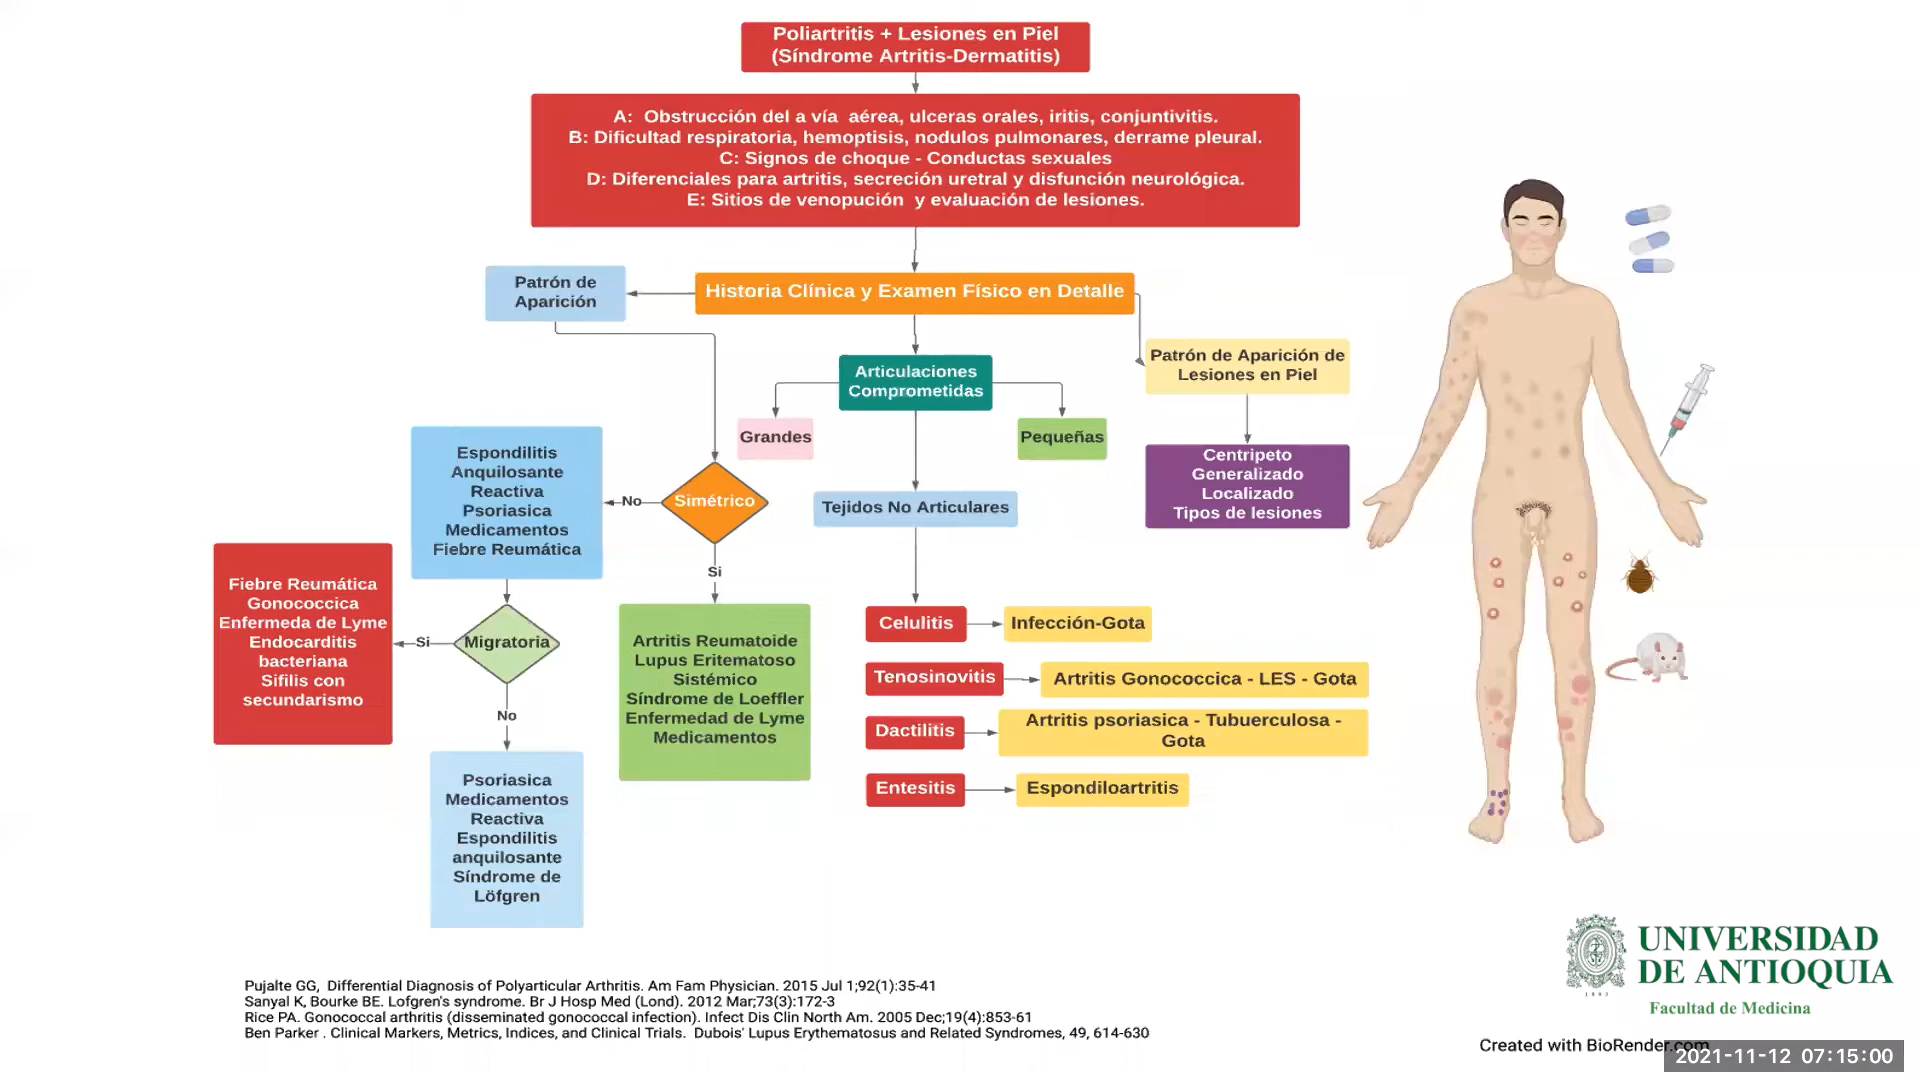 Poliartritis + Lesiones en Piel
(Síndrome Artritis-Dermatitis)
A: Obstrucción del a vía aérea, ulceras orales, iritis, conjuntivitis.
B: Dificultad respiratoria, hemoptisis, nodulos pulmonares, derrame pleural.
C: Signos de choque - Conductas sexuales
D: Diferenciales para artritis, secreción uretral y disfunción neurológica.
E: Sitios de venopución y evaluación de lesiones.
Patrón de
Aparición
Historia Clínica y Examen Físico en Detalle
Articulaciones
Comprometidas
Patrón de Aparición de
Lesiones en Piel
Grandes
Pequeñas
Centripeto
Generalizado
Localizado
Tipos de lesiones
Espondilitis
Anquilosante
Reactiva
Psoriasica
Medicamentos
Fiebre Reumática
No
Simétrico
Tejidos No Articulares
Si
Fiebre Reumática
Gonococcica
Enfermeda de Lyme
Endocarditis
bacteriana
Sifilis con
secundarismo
Si
Migratoria
No
Artritis Reumatoide
Lupus Eritematoso
Sistémico
Síndrome de Loeffler
Enfermedad de Lyme
Medicamentos
Celulitis
Infección-Gota
Tenosinovitis
Artritis Gonococcica - LES - Gota
Dactilitis
Artritis psoriasica - Tubuerculosa -
Gota
Entesitis
Espondiloartritis
Psoriasica
Medicamentos
Reactiva
Espondilitis
anquilosante
Síndrome de
Löfgren
UNIVERSIDAD
DE ANTIOQUIA
1803
Facultad de Medicina
Pujalte GG, Differential Diagnosis of Polyarticular Arthritis. Am Fam Physician. 2015 Jul 1;92(1):35-41
Sanyal K, Bourke BE. Lofgren's syndrome. Br J Hosp Med (Lond). 2012 Mar;73(3):172-3
Rice PA. Gonococcal arthritis (disseminated gonococcal infection). Infect Dis Clin North Am. 2005 Dec;19(4):853-61
Ben Parker . Clinical Markers, Metrics, Indices, and Clinical Trials. Dubois' Lupus Erythematosus and Related Syndromes, 49, 614-630
Created with BioRender.com
2021-11-12 07:15:00